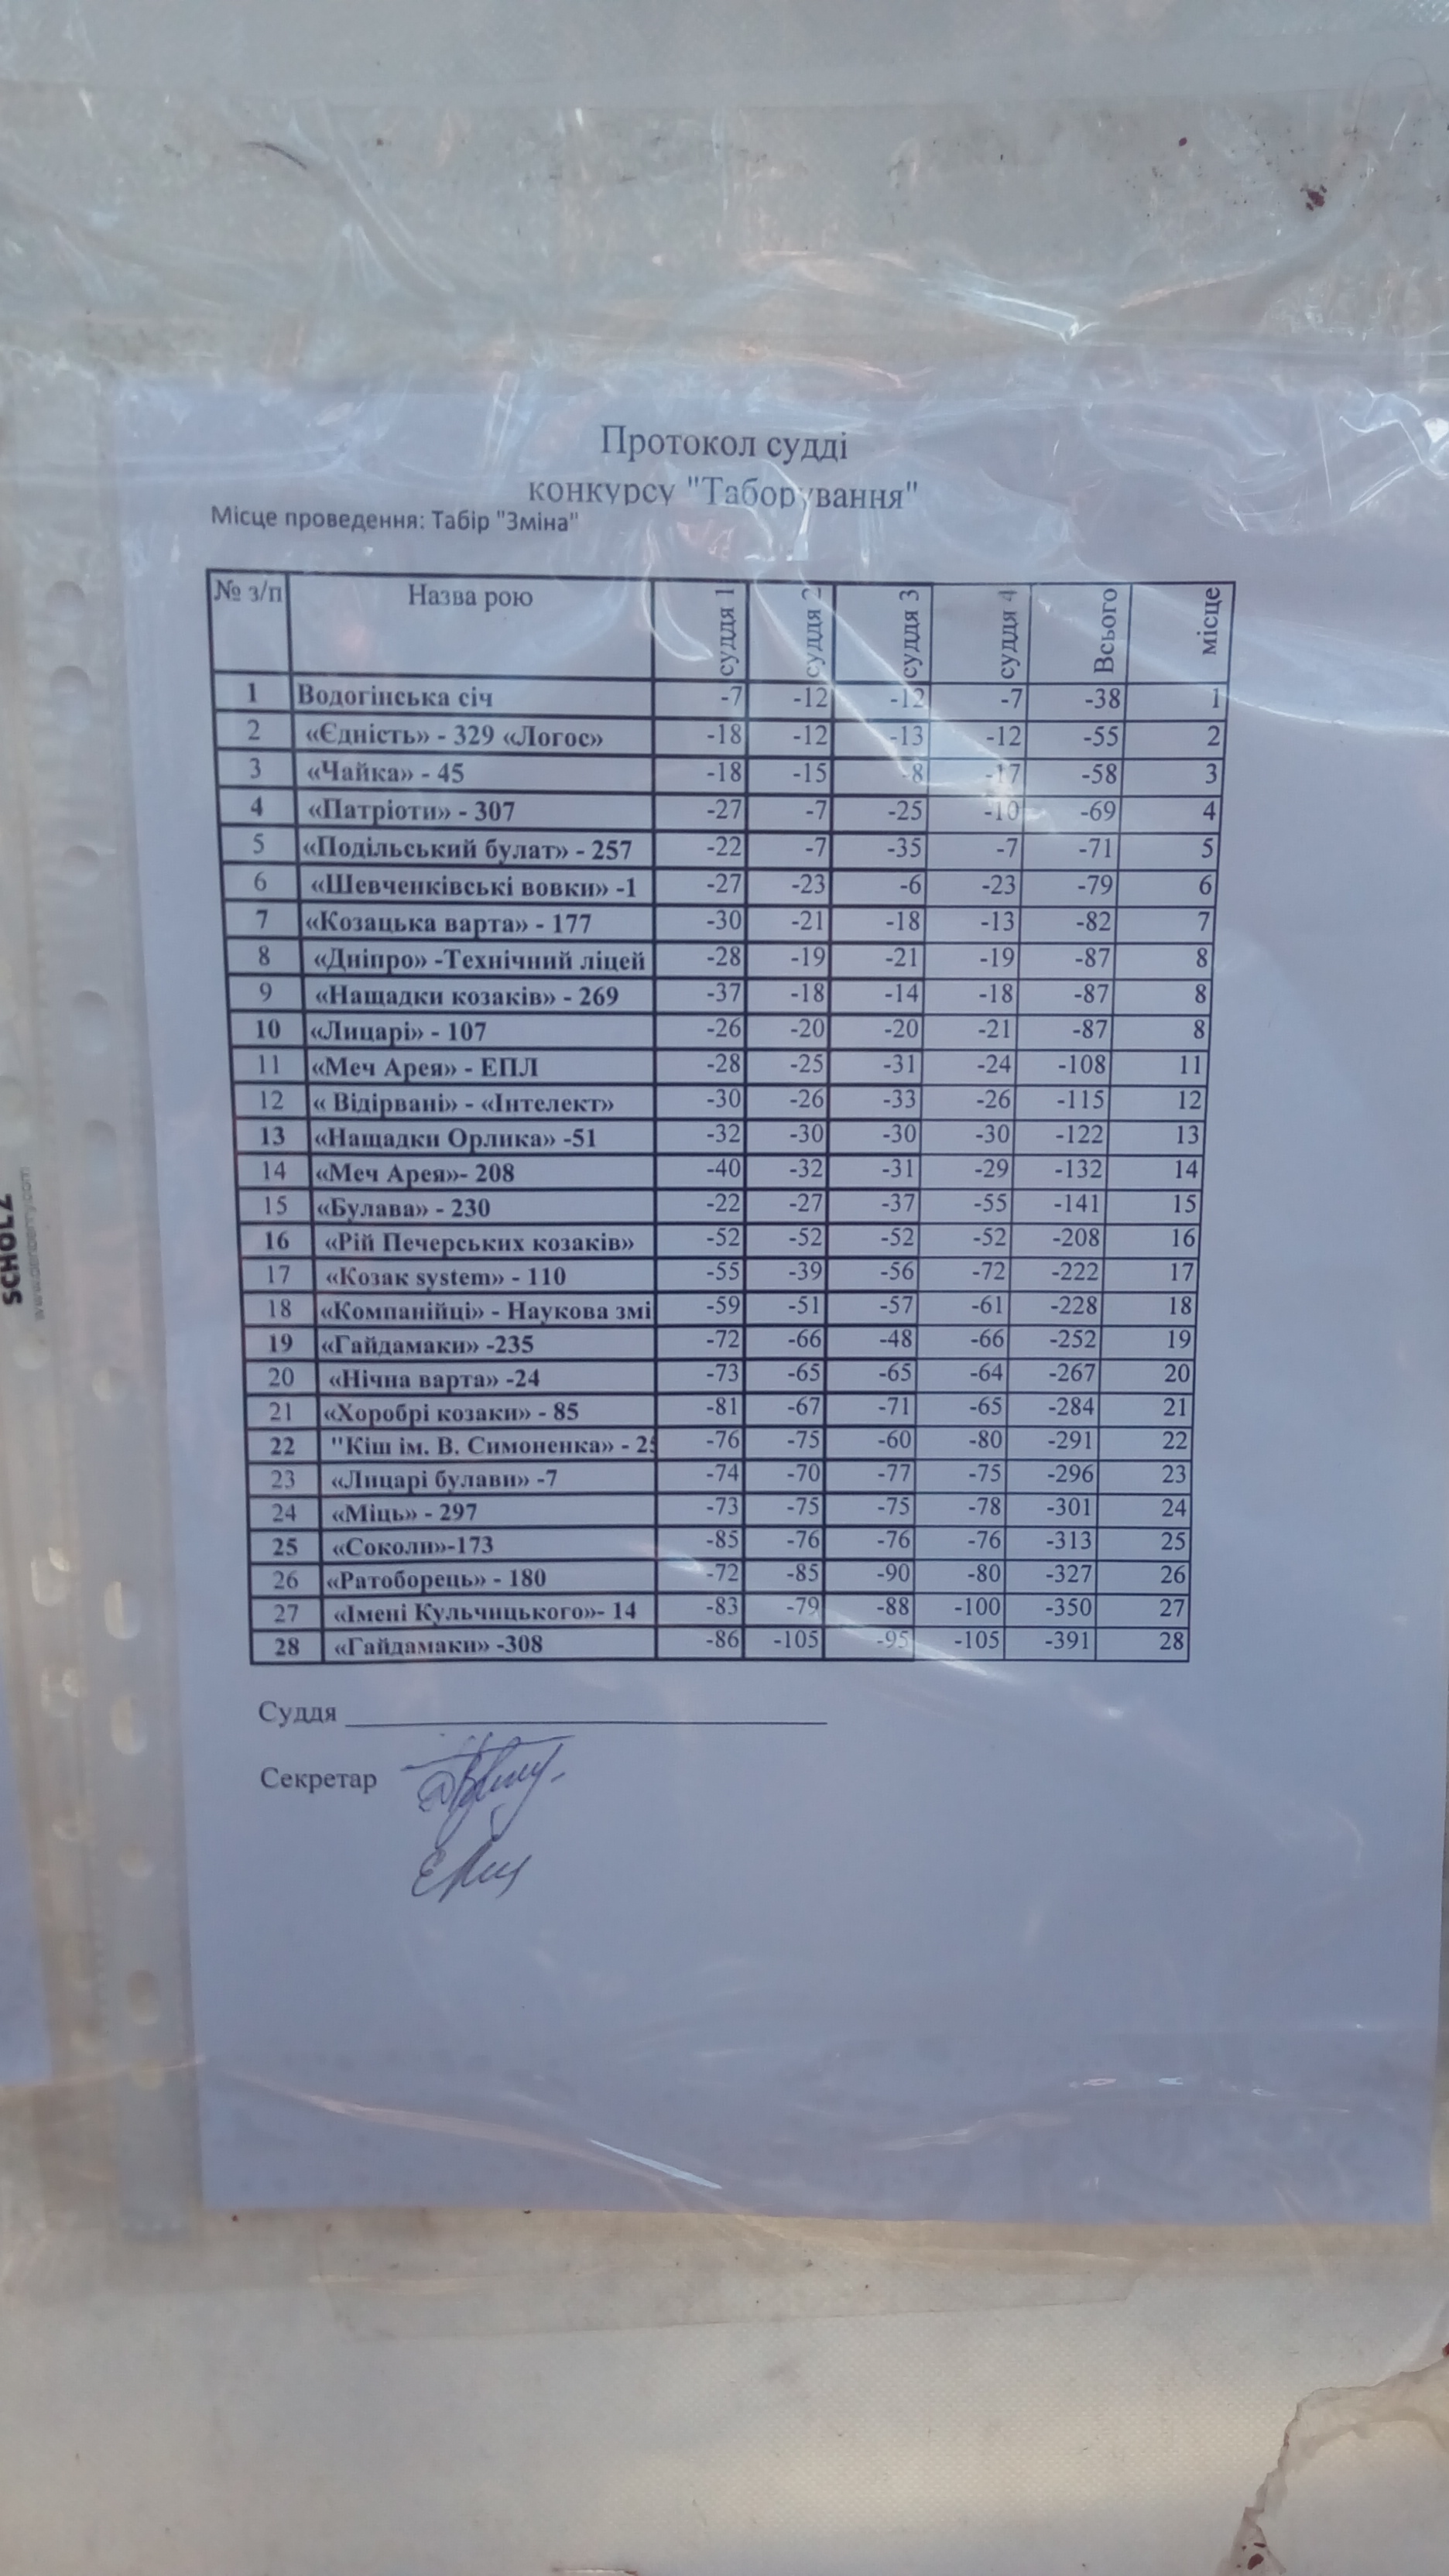 Протокол судді
конкурсу "Таборування"
Місце проведення: Табір "Зміна"
№ з/п Назва рою суддя 1 суддя 2 суддя 3 суддя 4 Всього місце
1 Водогінська січ -7 -12 -12 -7 -38 1
2 «Єдність» - 329 «Логос» -18 -12 -13 -12 -55 2
3 «Чайка» - 45 -18 -15 -8 -17 -58 3
4 «Патріоти» - 307 -27 -7 -25 -10 -69 4
5 «Подільський булат» - 257 -22 -7 -35 -7 -71 5
6 «Шевченківські вовки» -1 -27 -23 -6 -23 -79 6
7 «Козацька варта» - 177 -30 -21 -18 -13 -82 7
8 «Дніпро» -Технічний ліцей -28 -19 -21 -19 -87 8
9 «Нащадки козаків» - 269 -37 -18 -14 -18 -87 8
10 «Лицарі» - 107 -26 -20 -20 -21 -87 8
11 «Меч Арея» - ЕПЛ -28 -25 -31 -24 -108 11
12 « Відірвані» - «Інтелект» -30 -26 -33 -26 -115 12
13 «Нащадки Орлика» -51 -32 -30 -30 -30 -122 13
14 «Меч Арея»- 208 -40 -32 -31 -29 -132 14
15 «Булава» - 230 -22 -27 -37 -55 -141 15
16 «Рій Печерських козаків» -52 -52 -52 -52 -208 16
17 «Козак system» - 110 -55 -39 -56 -72 -222 17
18 «Компанійці» - Наукова змі -59 -51 -57 -61 -228 18
19 «Гайдамаки» -235 -72 -66 -48 -66 -252 19
20 «Нічна варта» -24 -73 -65 -65 -64 -267 20
21 «Хоробрі козаки» - 85 -81 -67 -71 -65 -284 21
22 "Кіш ім. В. Симоненка» - 25 -76 -75 -60 -80 -291 22
23 «Лицарі булави» -7 -74 -70 -77 -75 -296 23
24 «Міць» - 297 -73 -75 -75 -78 -301 24
25 «Соколи»-173 -85 -76 -76 -76 -313 25
26 «Ратоборець» - 180 -72 -85 -90 -80 -327 26
27 «Імені Кульчицького»- 14 -83 -79 -88 -100 -350 27
28 «Гайдамаки» -308 -86 -105 -95 -105 -391 28
Суддя
Секретар
SCHOLZ